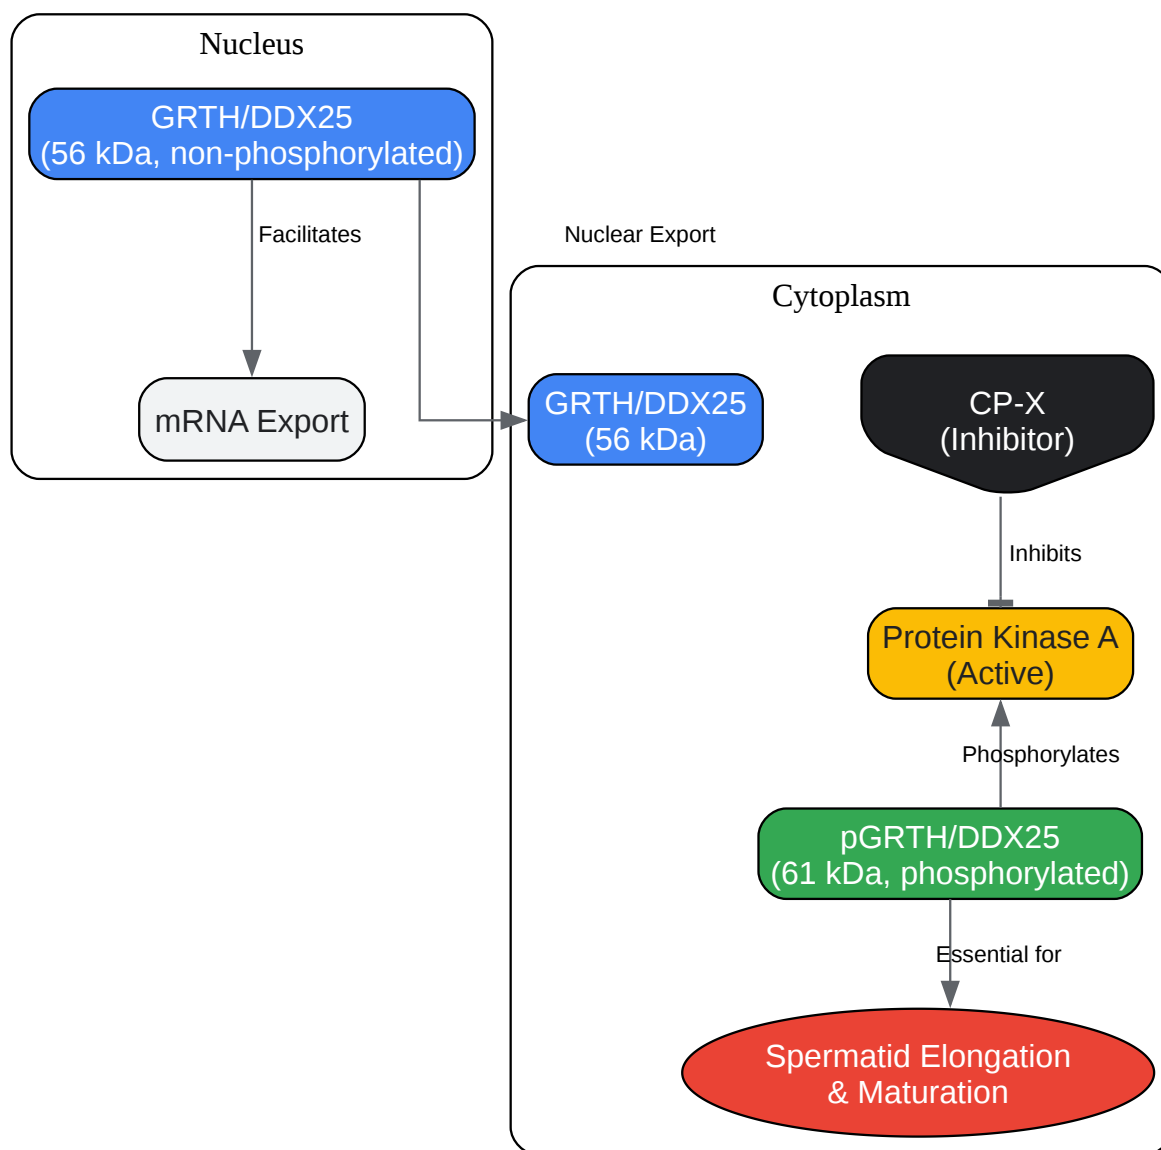 Nucleus
GRTH/DDX25
(56 kDa, non-phosphorylated)
Facilitates
Nuclear Export
mRNA Export
Cytoplasm
GRTH/DDX25
(56 kDa)
CP-X
(Inhibitor)
Inhibits
Protein Kinase A
(Active)
Phosphorylates
pGRTH/DDX25
(61 kDa, phosphorylated)
Essential for
Spermatid Elongation
& Maturation